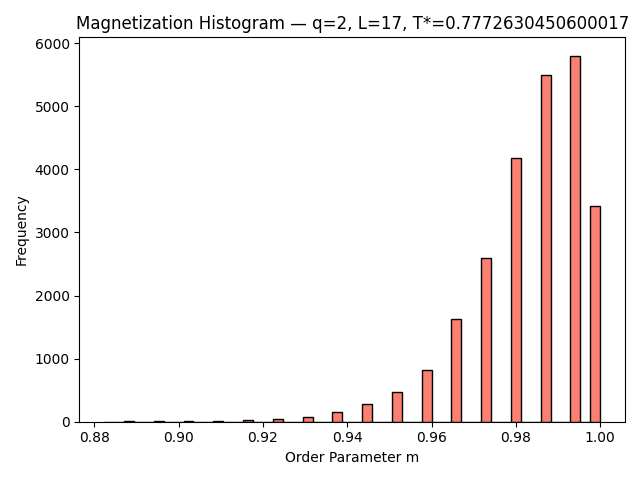 Magnetization Histogram — q=2, L=17, T*=0.7772630450600017
6000
5000
4000
3000
2000
1000
0
Frequency
0.88 0.90 0.92 0.94 0.96 0.98 1.00
Order Parameter m